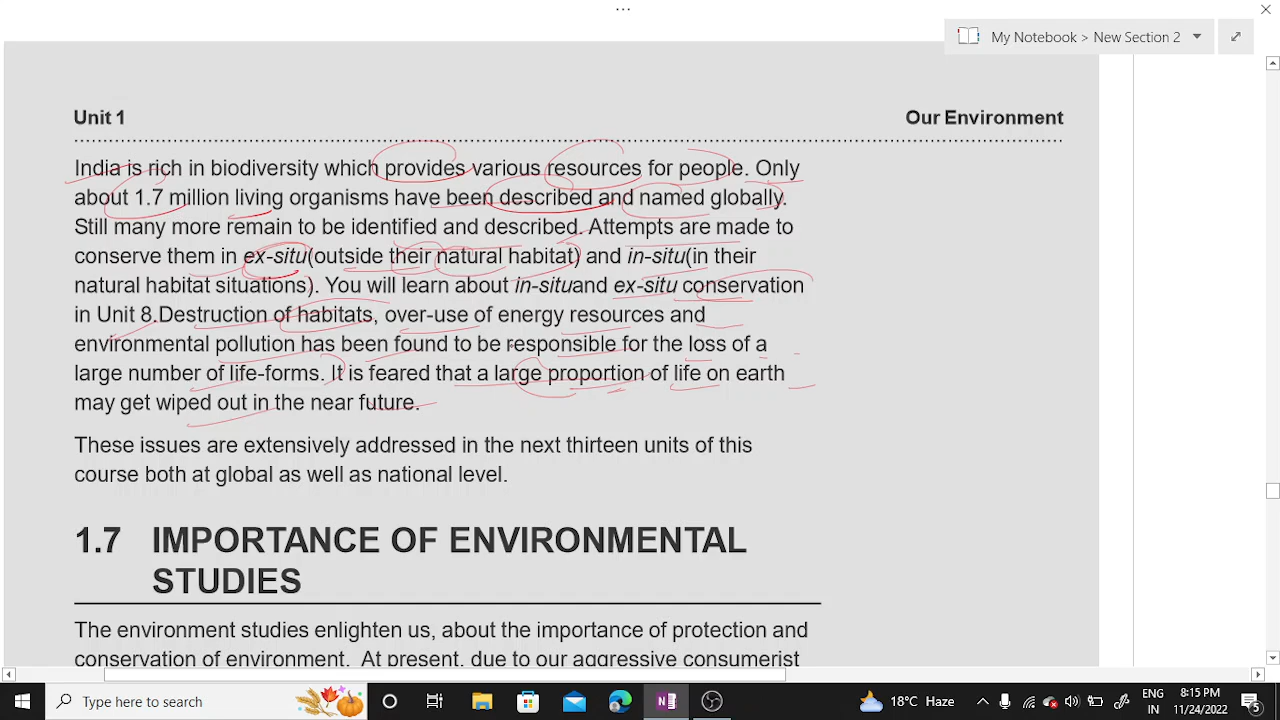 ...
My Notebook > New Section 2
Unit 1 Our Environment
India is rich in biodiversity which provides various resources for people. Only
about 1.7 million living organisms have been described and named globally.
Still many more remain to be identified and described. Attempts are made to
conserve them in ex-situ(outside their natural habitat) and in-situ(in their
natural habitat situations). You will learn about in-situand ex-situ conservation
in Unit 8.Destruction of habitats, over-use of energy resources and
environmental pollution has been found to be responsible for the loss of a
large number of life-forms. It is feared that a large proportion of life on earth
may get wiped out in the near future.
These issues are extensively addressed in the next thirteen units of this
course both at global as well as national level.
1.7 IMPORTANCE OF ENVIRONMENTAL
STUDIES
The environment studies enlighten us, about the importance of protection and
conservation of environment. At present, due to our aggressive consumerist
Type here to search
N
18°C Haze
ENG
IN
8:15 PM
11/24/2022
5